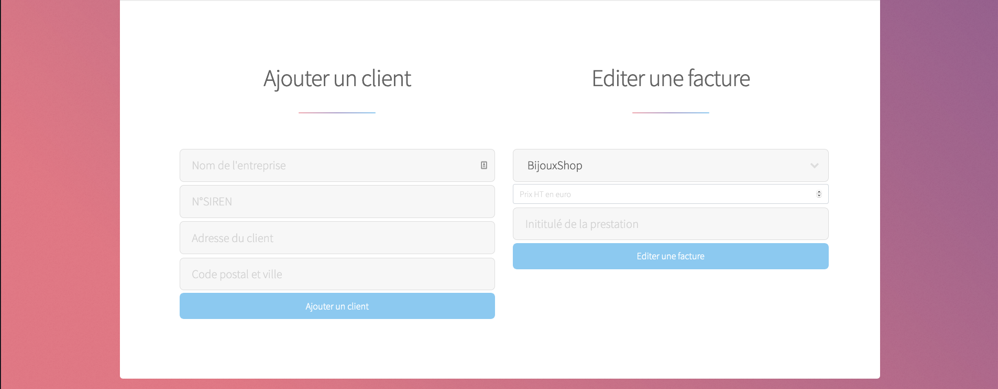 Ajouter un client
Nom de l'entreprise
N°SIREN
Adresse du client
Code postal et ville
Ajouter un client
Editer une facture
BijouxShop
Prix HT en euro
Inititulé de la prestation
Editer une facture